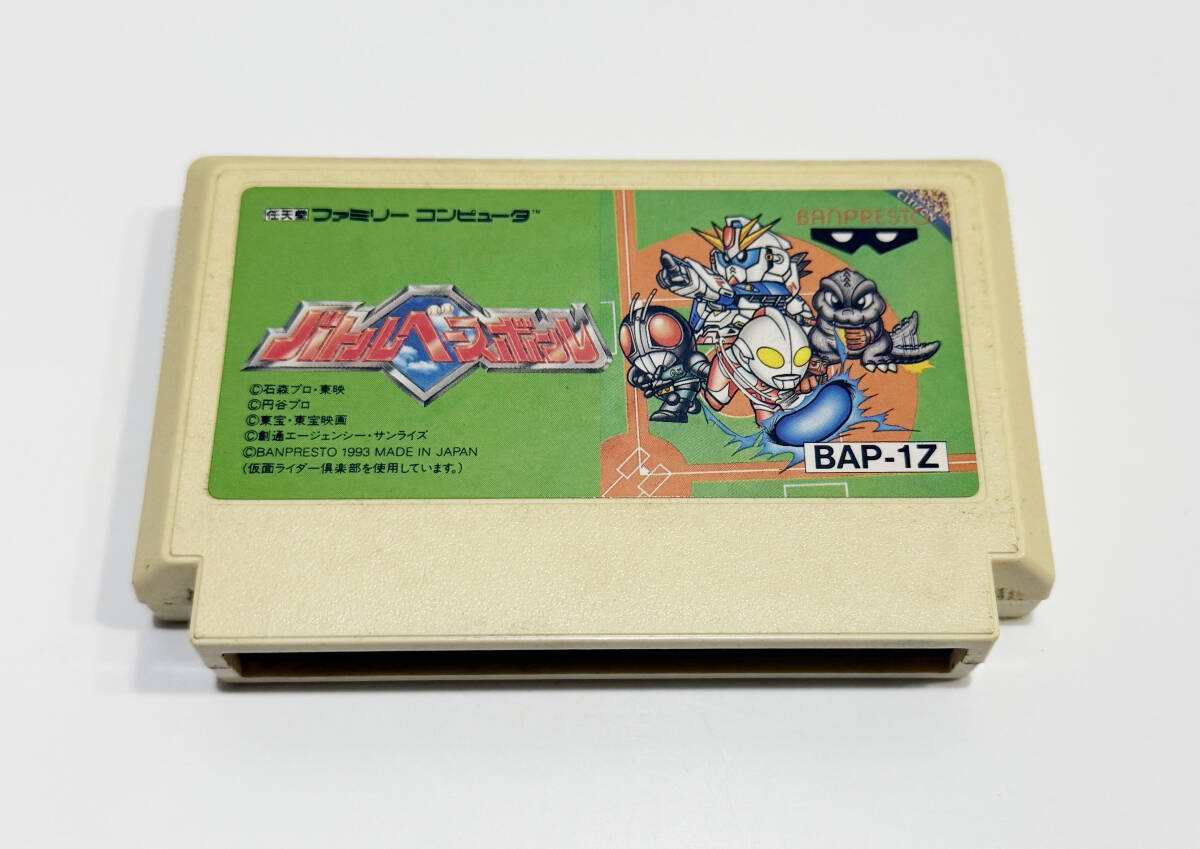 任天堂 ファミリー コンピュータ™
バトルベースボール
©石森プロ・東映
©円谷プロ
©東宝・東宝映画
©創通エージェンシー・サンライズ
©BANPRESTO 1993 MADE IN JAPAN
(仮面ライダー倶楽部を使用しています。)
BANPRESTO
BAP-1Z